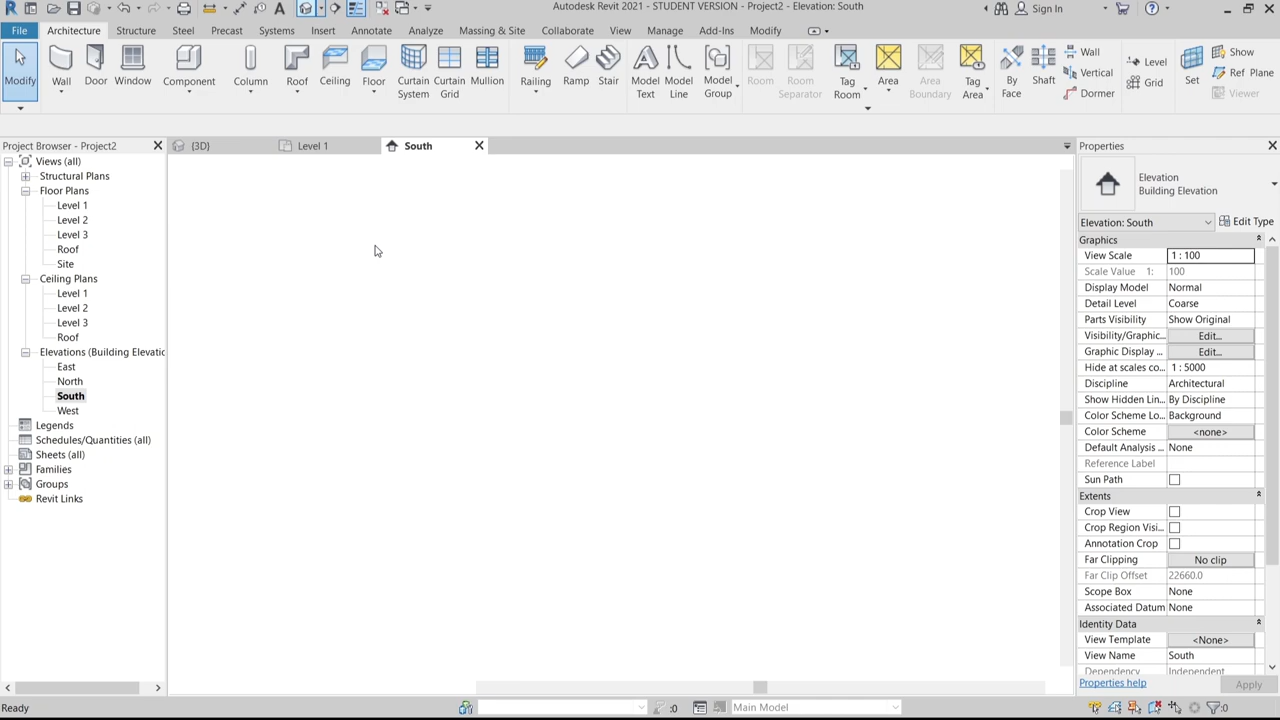 Autodesk Revit 2021 - STUDENT VERSION - Project2 - Elevation: South
Sign In
File Architecture Structure Steel Precast Systems Insert Annotate Analyze Massing & Site Collaborate View Manage Add-Ins Modify
Modify Wall Door Window Component Column Roof Ceiling Floor Curtain System Curtain Grid Mullion Railing Ramp Stair Model Text Model Line Model Group Room Room Separator Tag Room Area Area Boundary Tag Area By Face Shaft Wall Vertical Dormer Level Grid Set Show Ref Plane Viewer
Project Browser - Project2
{3D} Level 1 South
Properties
Views (all)
Structural Plans
Floor Plans
Level 1
Level 2
Level 3
Roof
Site
Ceiling Plans
Level 1
Level 2
Level 3
Roof
Elevations (Building Elevatic
East
North
South
West
Legends
Schedules/Quantities (all)
Sheets (all)
Families
Groups
Revit Links
Elevation
Building Elevation
Elevation: South Edit Type
Graphics
View Scale 1 : 100
Scale Value 1: 100
Display Model Normal
Detail Level Coarse
Parts Visibility Show Original
Visibility/Graphic... Edit...
Graphic Display ... Edit...
Hide at scales co... 1 : 5000
Discipline Architectural
Show Hidden Lin... By Discipline
Color Scheme Lo... Background
Color Scheme <none>
Default Analysis ... None
Reference Label
Sun Path
Extents
Crop View
Crop Region Visi...
Annotation Crop
Far Clipping No clip
Far Clip Offset 22660.0
Scope Box None
Associated Datum None
Identity Data
View Template <None>
View Name South
Dependency Independent
Properties help Apply
Ready :0 Main Model :0